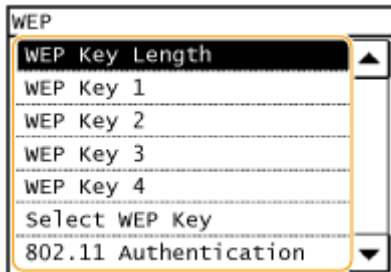 WEP
WEP Key Length
WEP Key 1
WEP Key 2
WEP Key 3
WEP Key 4
Select WEP Key
802.11 Authentication